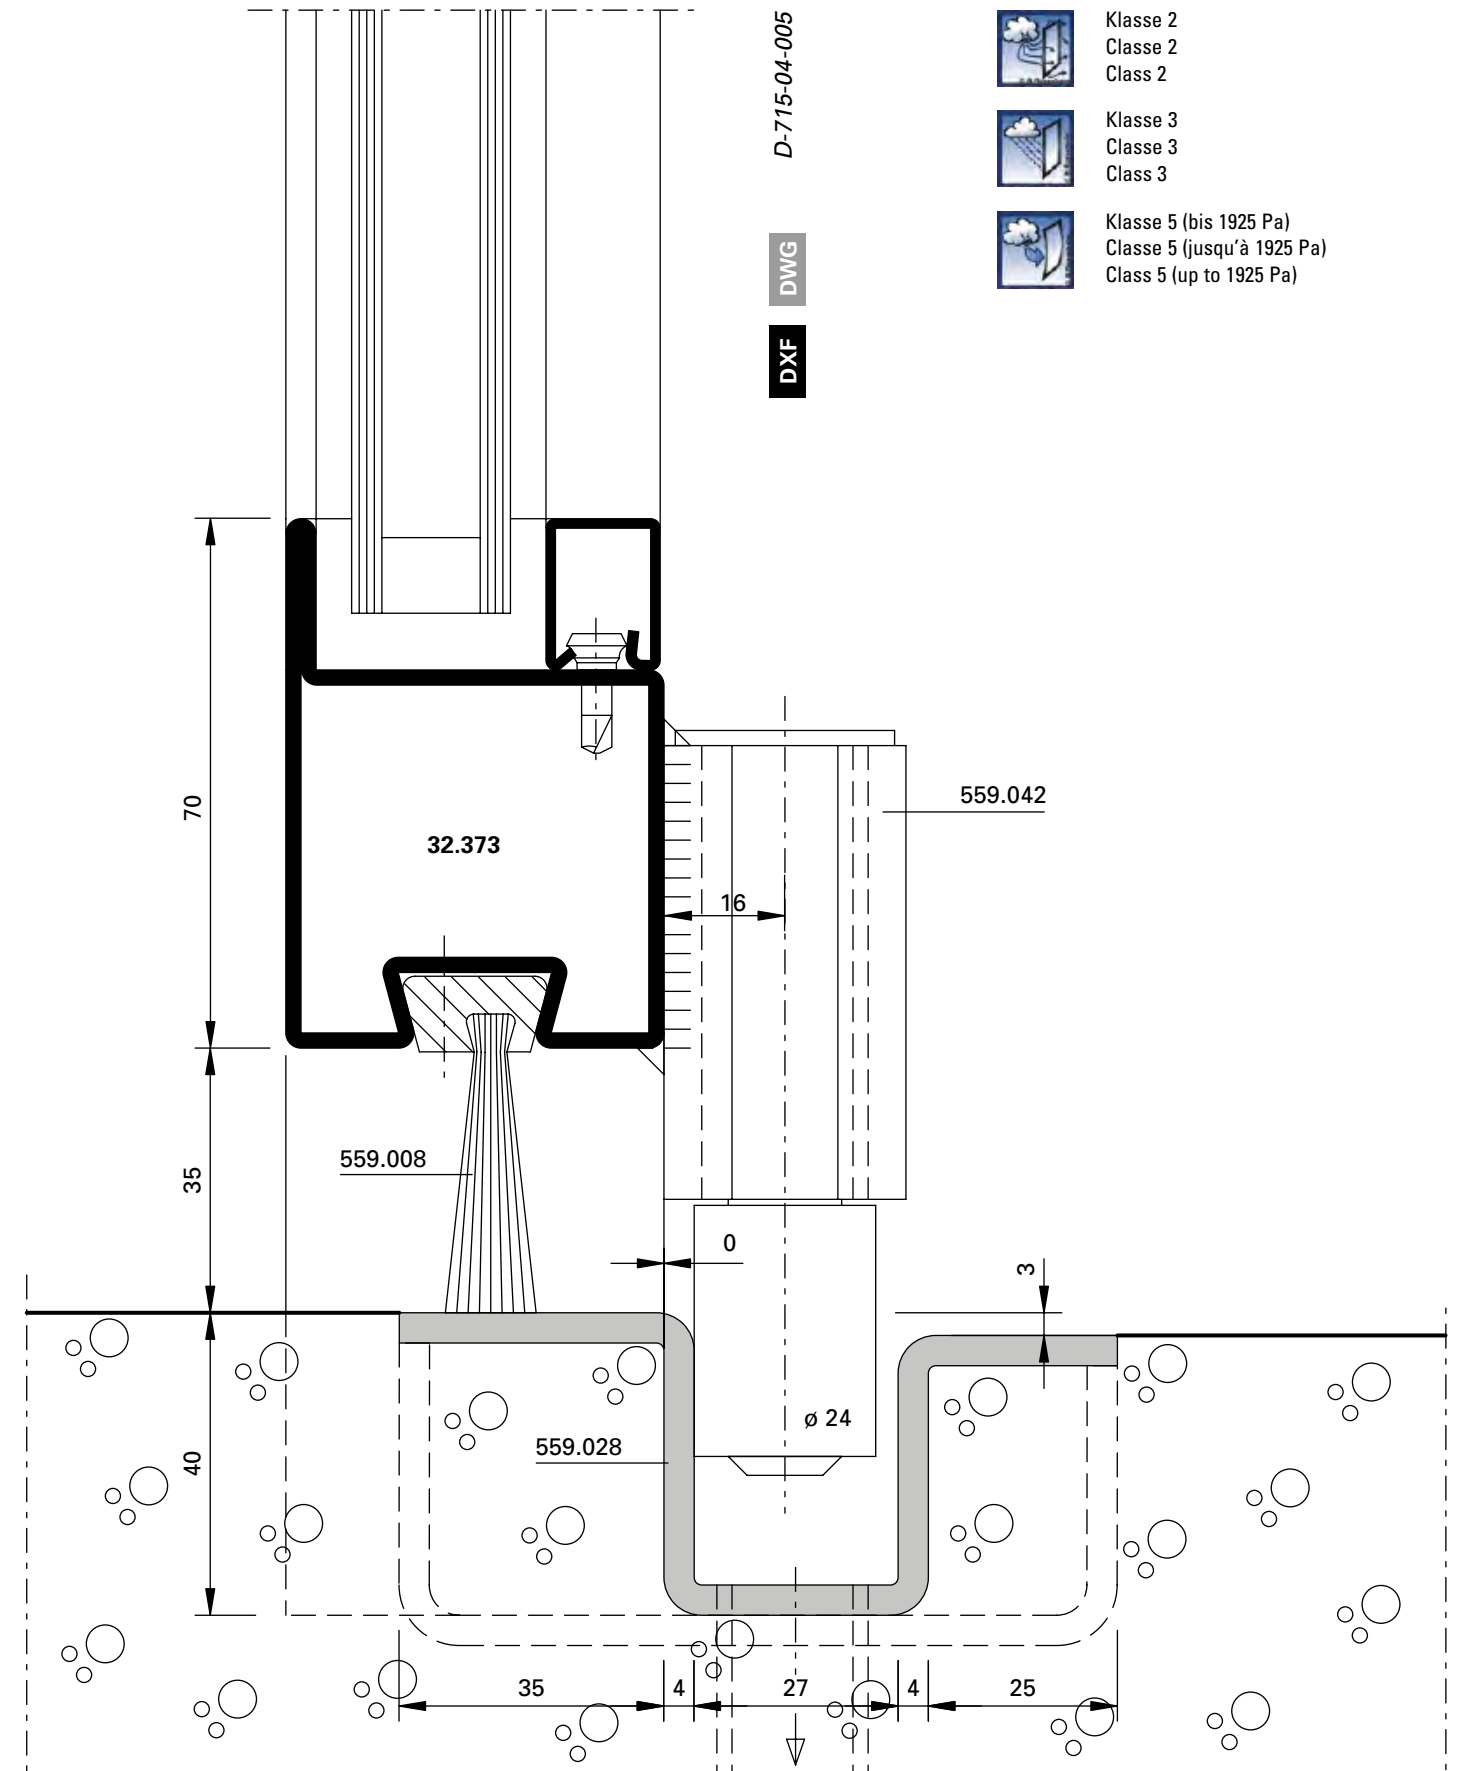 D-715-04-005
DWG
DXF
Klasse 2
Classe 2
Class 2
Klasse 3
Classe 3
Class 3
Klasse 5 (bis 1925 Pa)
Classe 5 (jusqu’à 1925 Pa)
Class 5 (up to 1925 Pa)
559.042
70
32.373
16
559.008
35
0
3
ø 24
559.028
40
35
4
27
4
25